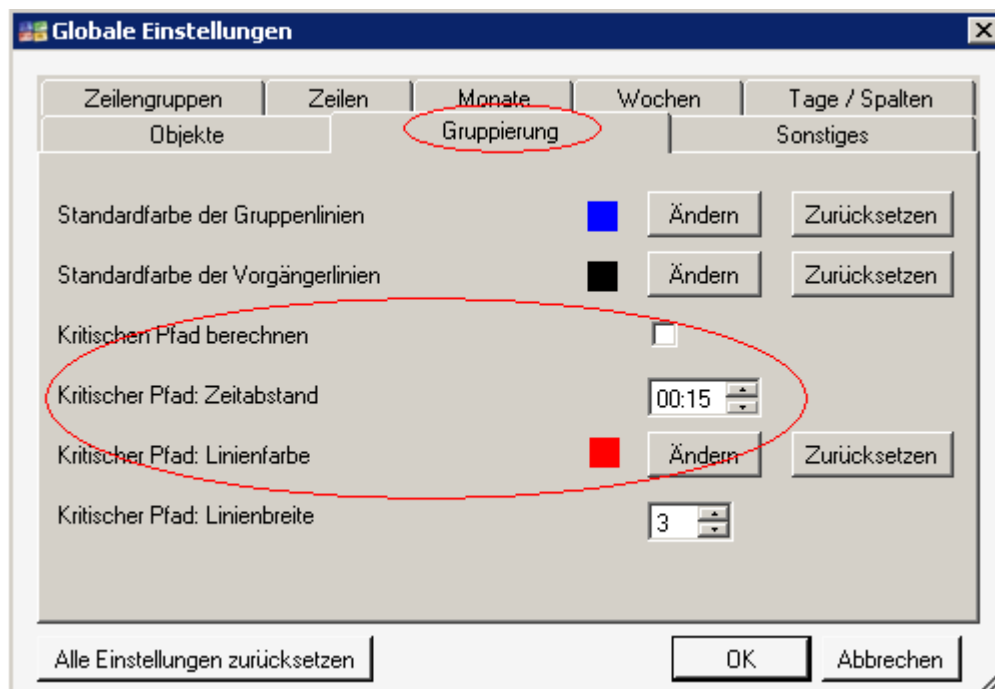 Globale Einstellungen
Zeilengruppen Zeilen Monate Wochen Tage / Spalten
Objekte Gruppierung Sonstiges
Standardfarbe der Gruppenlinien Ändern Zurücksetzen
Standardfarbe der Vorgängerlinien Ändern Zurücksetzen
Kritischen Pfad berechnen
Kritischer Pfad: Zeitabstand 00:15
Kritischer Pfad: Linienfarbe Ändern Zurücksetzen
Kritischer Pfad: Linienbreite 3
Alle Einstellungen zurücksetzen OK Abbrechen